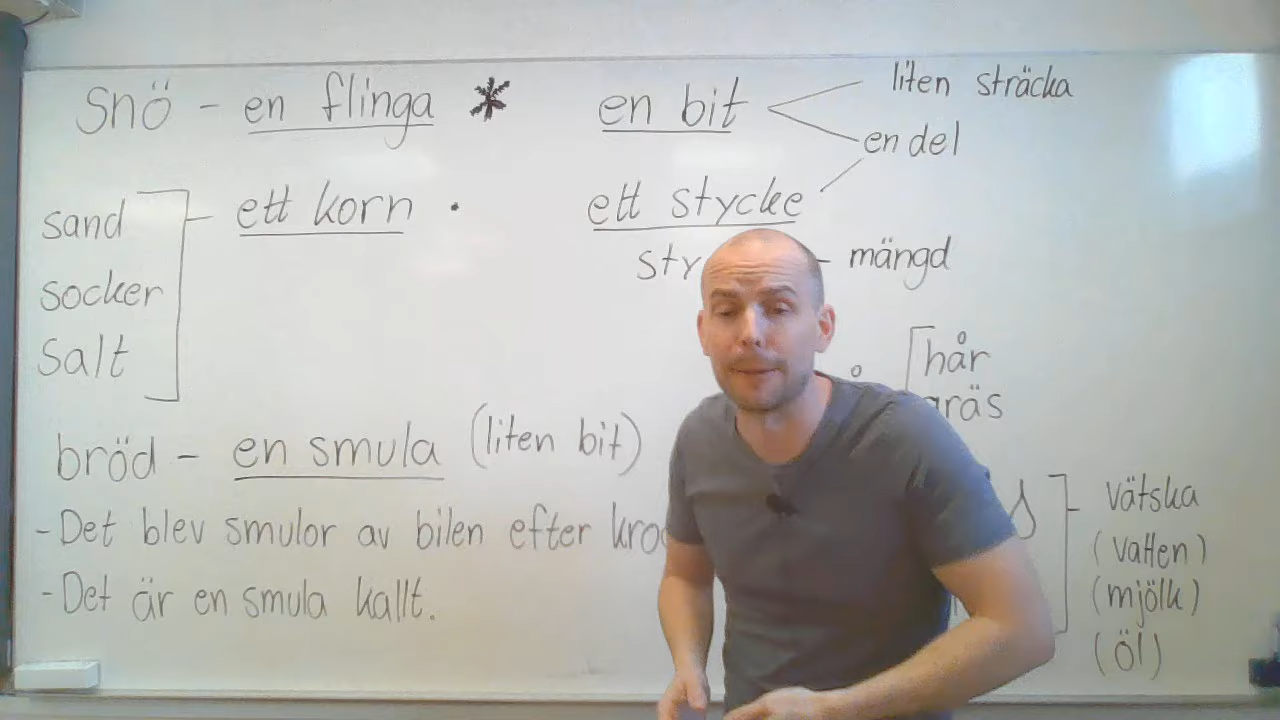 Snö - en flinga *
sand
socker
salt
ett korn .
bröd - en smula (liten bit)
- Det blev smulor av bilen efter
- Det är en smula kallt.
en bit
liten sträcka
en del
ett stycke
- mängd
hår
gräs
vätska
(vatten)
(mjölk)
(öl)